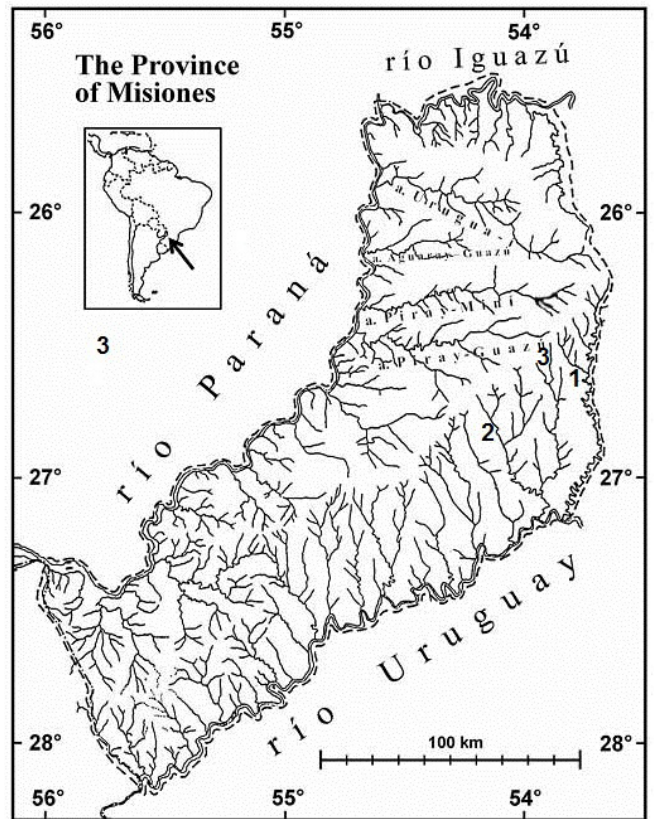 56°
55°
54°
The Province
of Misiones
río Iguazú
26°
a. Urugua-
26°
a. Aguaray-Guazú
3
río Paraná
a. Piray-Miní
a. Piray-Guazú
3
1
2
27°
27°
río Uruguay
28°
100 km
28°
56°
55°
54°